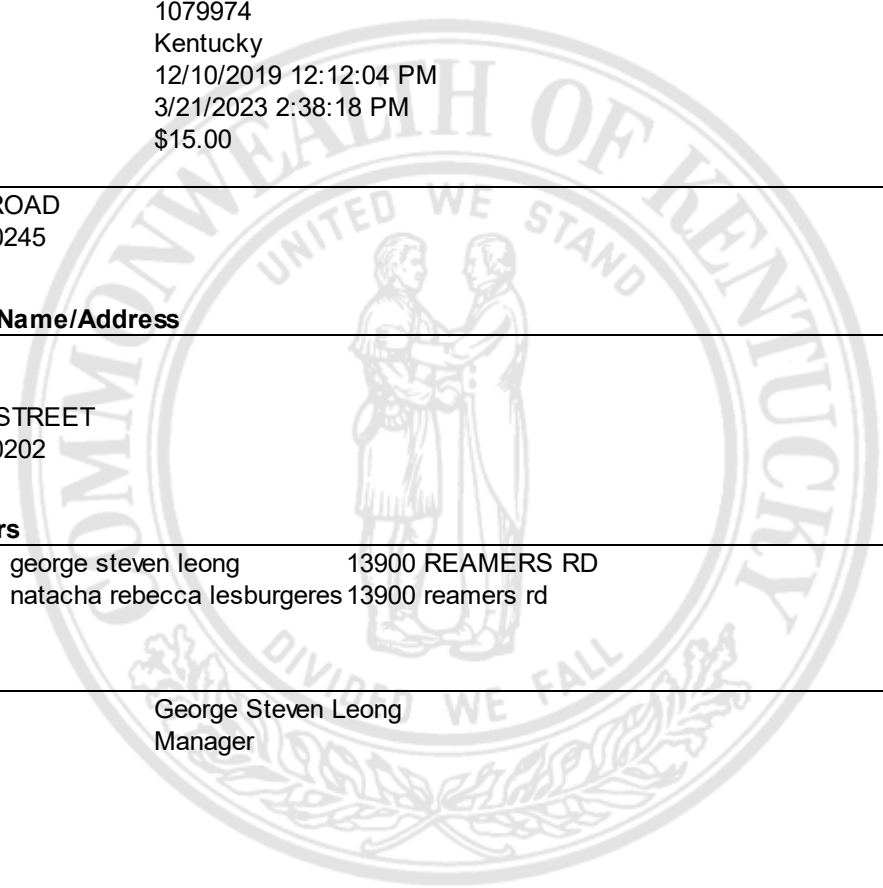 1079974
Kentucky
12/10/2019 12:12:04 PM
3/21/2023 2:38:18 PM
$15.00
ROAD
0245
Name/Address
STREET
0202
rs
george steven leong 13900 REAMERS RD
natacha rebecca lesburgeres 13900 reamers rd
George Steven Leong
Manager
COMMONWEALTH OF KENTUCKY
UNITED WE STAND
DIVIDED WE FALL